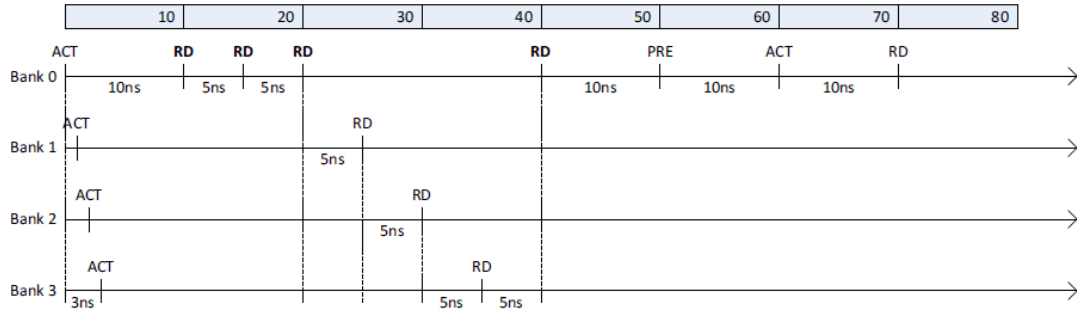 10 20 30 40 50 60 70 80
ACT RD RD RD RD PRE ACT RD
Bank 0
10ns 5ns 5ns 10ns 10ns 10ns
ACT RD
Bank 1
5ns
ACT RD
Bank 2
5ns
ACT RD
Bank 3
3ns 5ns 5ns